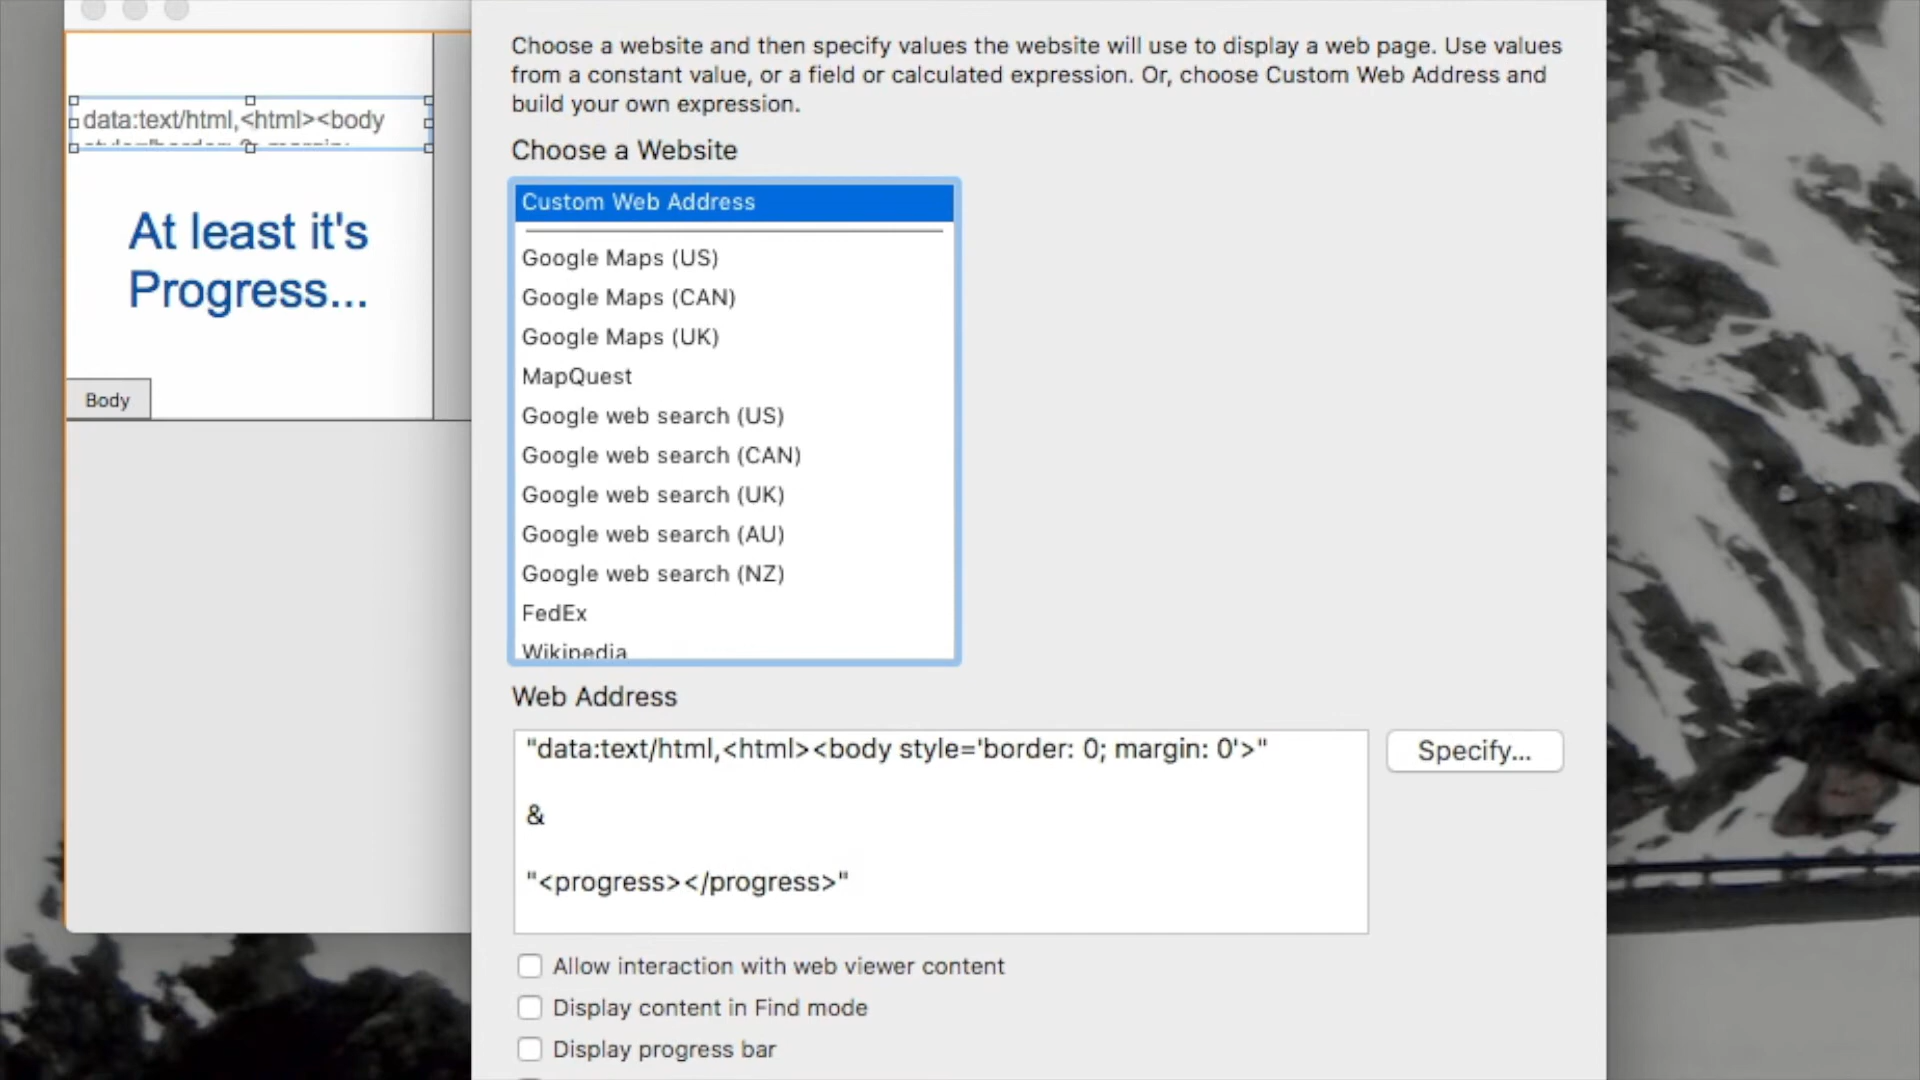 Choose a website and then specify values the website will use to display a web page. Use values
from a constant value, or a field or calculated expression. Or, choose Custom Web Address and
build your own expression.
data:text/html,<html><body
At least it's
Progress...
Body
Choose a Website
Custom Web Address
Google Maps (US)
Google Maps (CAN)
Google Maps (UK)
MapQuest
Google web search (US)
Google web search (CAN)
Google web search (UK)
Google web search (AU)
Google web search (NZ)
FedEx
Wikipedia
Web Address
"data:text/html,<html><body style='border: 0; margin: 0'>"
&
"<progress></progress>"
Specify...
Allow interaction with web viewer content
Display content in Find mode
Display progress bar